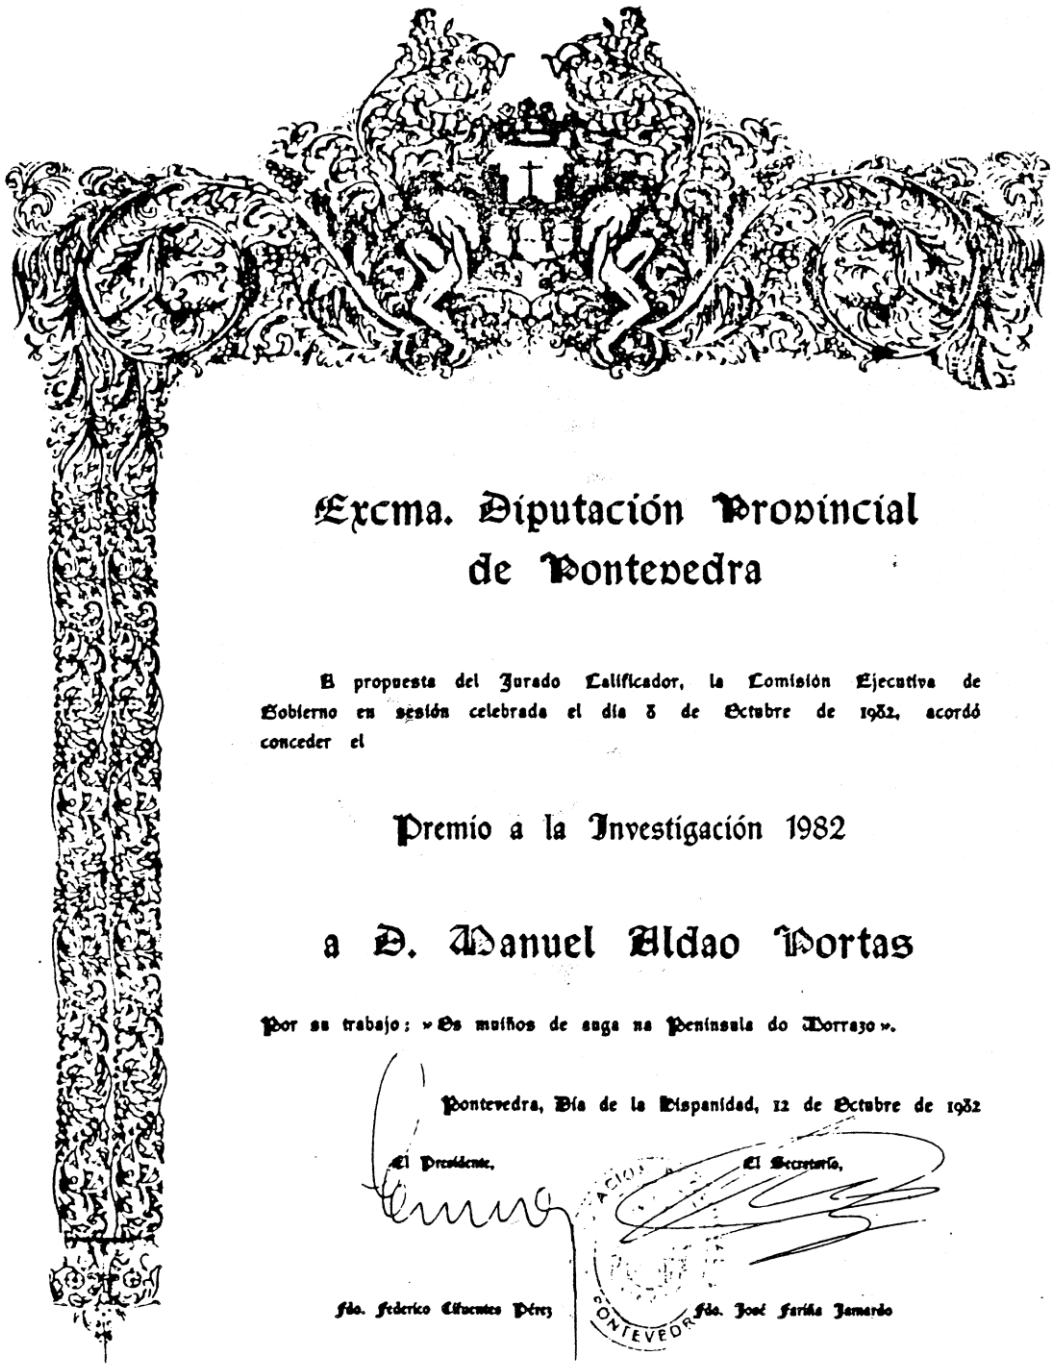 Excma. Diputación Provincial
de Pontevedra
A propuesta del Jurado Calificador, la Comisión Ejecutiva de
Gobierno en sesión celebrada el día 8 de Octubre de 1982, acordó
conceder el
Premio a la Investigación 1982
a D. Manuel Aldao Portas
Por su trabajo: «Os muiños de auga na Península do Morrazo».
Pontevedra, Día de la Hispanidad, 12 de Octubre de 1982
El Presidente,
El Secretario,
PONTEVEDRA
Fdo. Federico Cifuentes Pérez
Fdo. José Fariña Jamardo